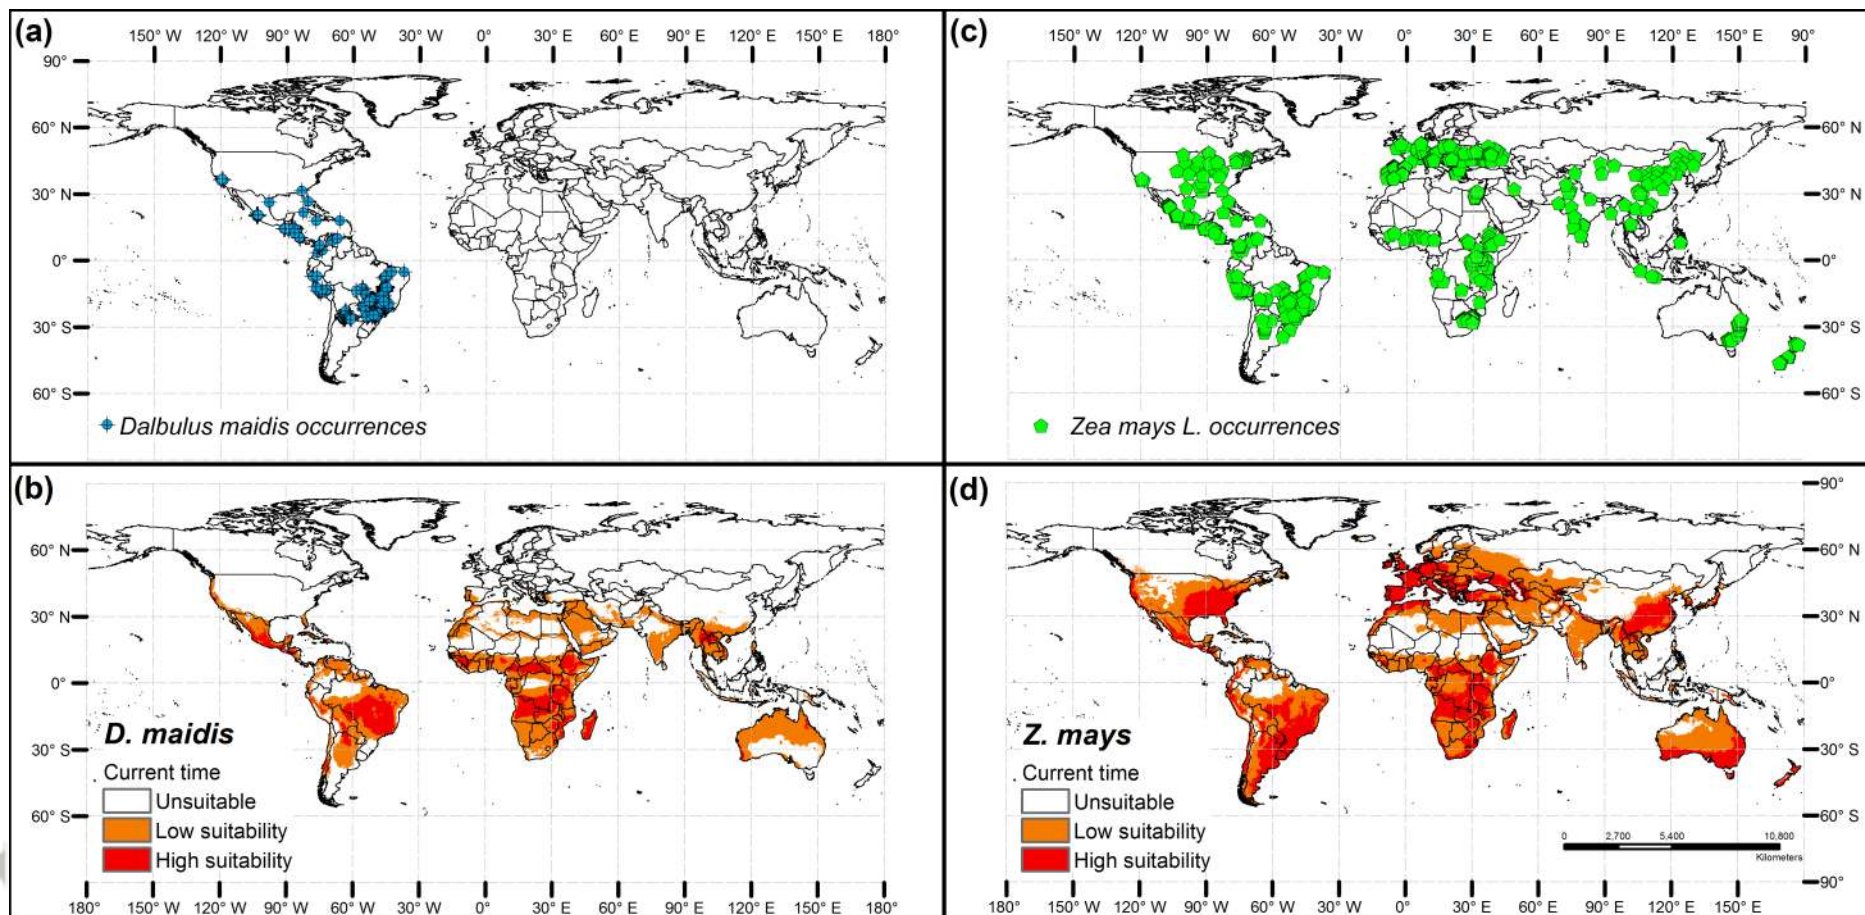 (a)
150° W 120° W 90° W 60° W 30° W 0° 30° E 60° E 90° E 120° E 150° E 180°
90°
60° N
30° N
0°
30° S
60° S
Dalbulus maidis occurrences
(c)
150° W 120° W 90° W 60° W 30° W 0° 30° E 60° E 90° E 120° E 150° E 90°
60° N
30° N
0°
30° S
60° S
Zea mays L. occurrences
(b)
60° N
30° N
0°
30° S
60° S
D. maidis
Current time
Unsuitable
Low suitability
High suitability
180° 150° W 120° W 90° W 60° W 30° W 0° 30° E 60° E 90° E 120° E 150° E 180°
(d)
90°
60° N
30° N
0°
30° S
60° S
90°
Z. mays
Current time
Unsuitable
Low suitability
High suitability
0 2,700 5,400 10,800
Kilometers
180° 150° W 120° W 90° W 60° W 30° W 0° 30° E 60° E 90° E 120° E 150° E